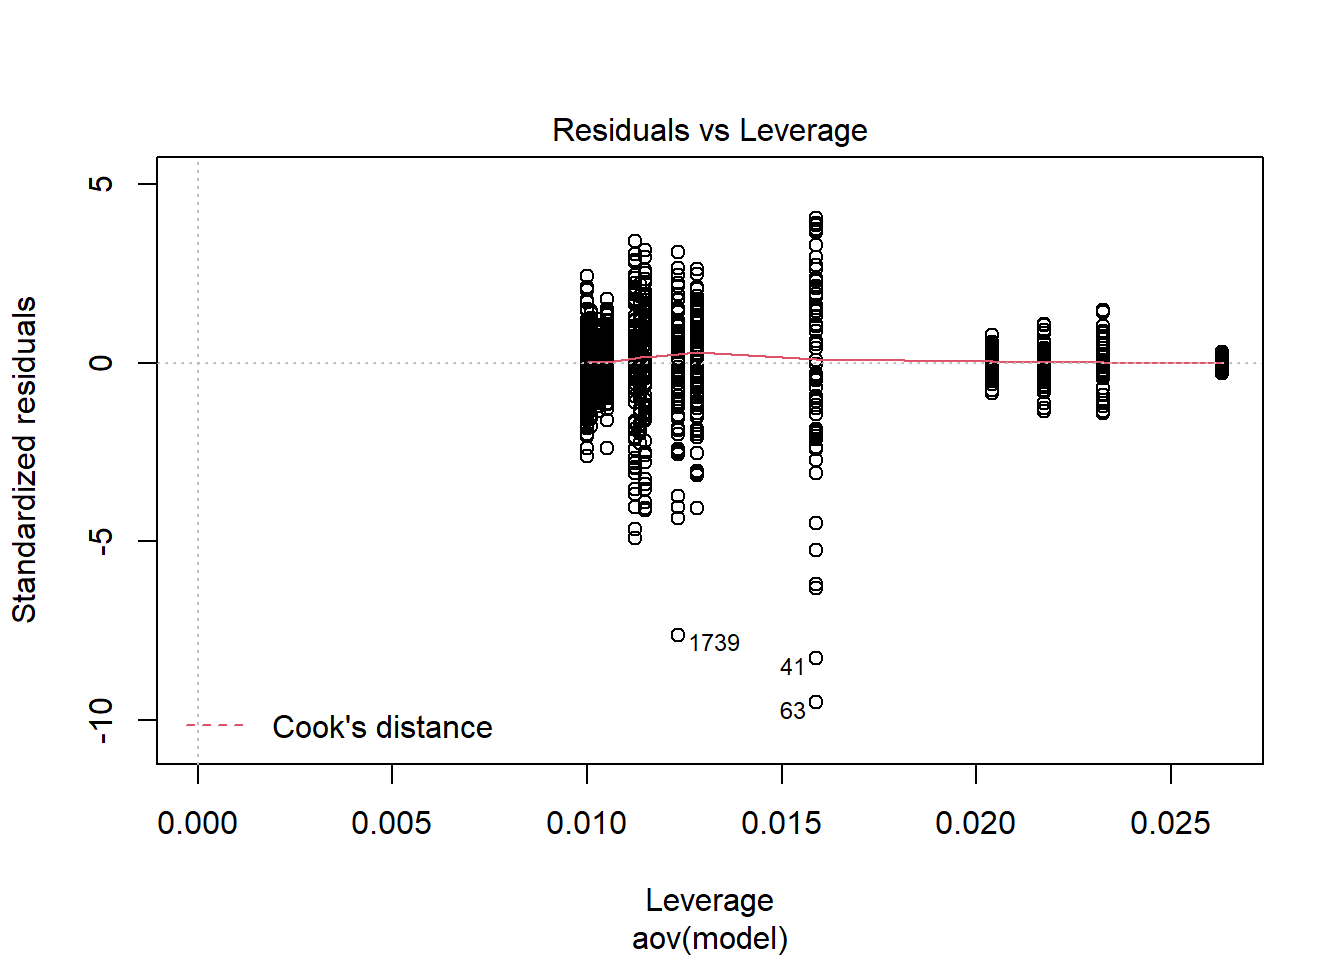 Residuals vs Leverage
Standardized residuals
5
0
-5
-10
1739
41
63
Cook's distance
0.000 0.005 0.010 0.015 0.020 0.025
Leverage
aov(model)